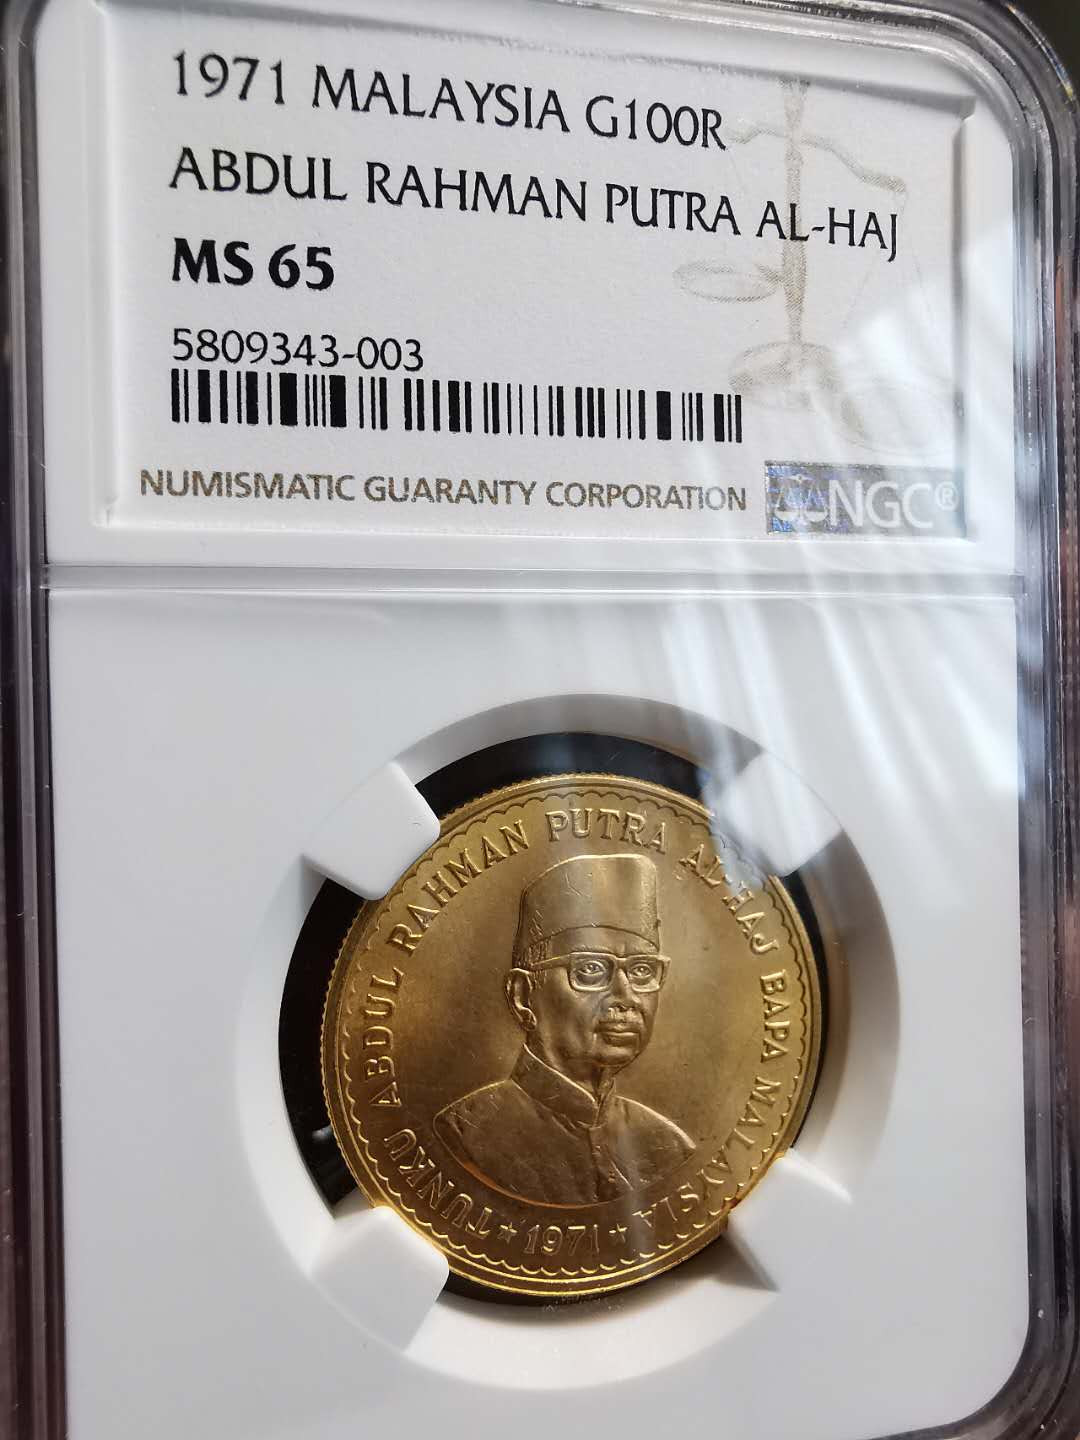 1971 MALAYSIA G100R
ABDUL RAHMAN PUTRA AL-HAJ
MS 65
5809343-003
NUMISMATIC GUARANTY CORPORATION
NGC®
TUNKU ABDUL RAHMAN PUTRA AL-HAJ BAPA MALAYSIA
★ 1971 ★